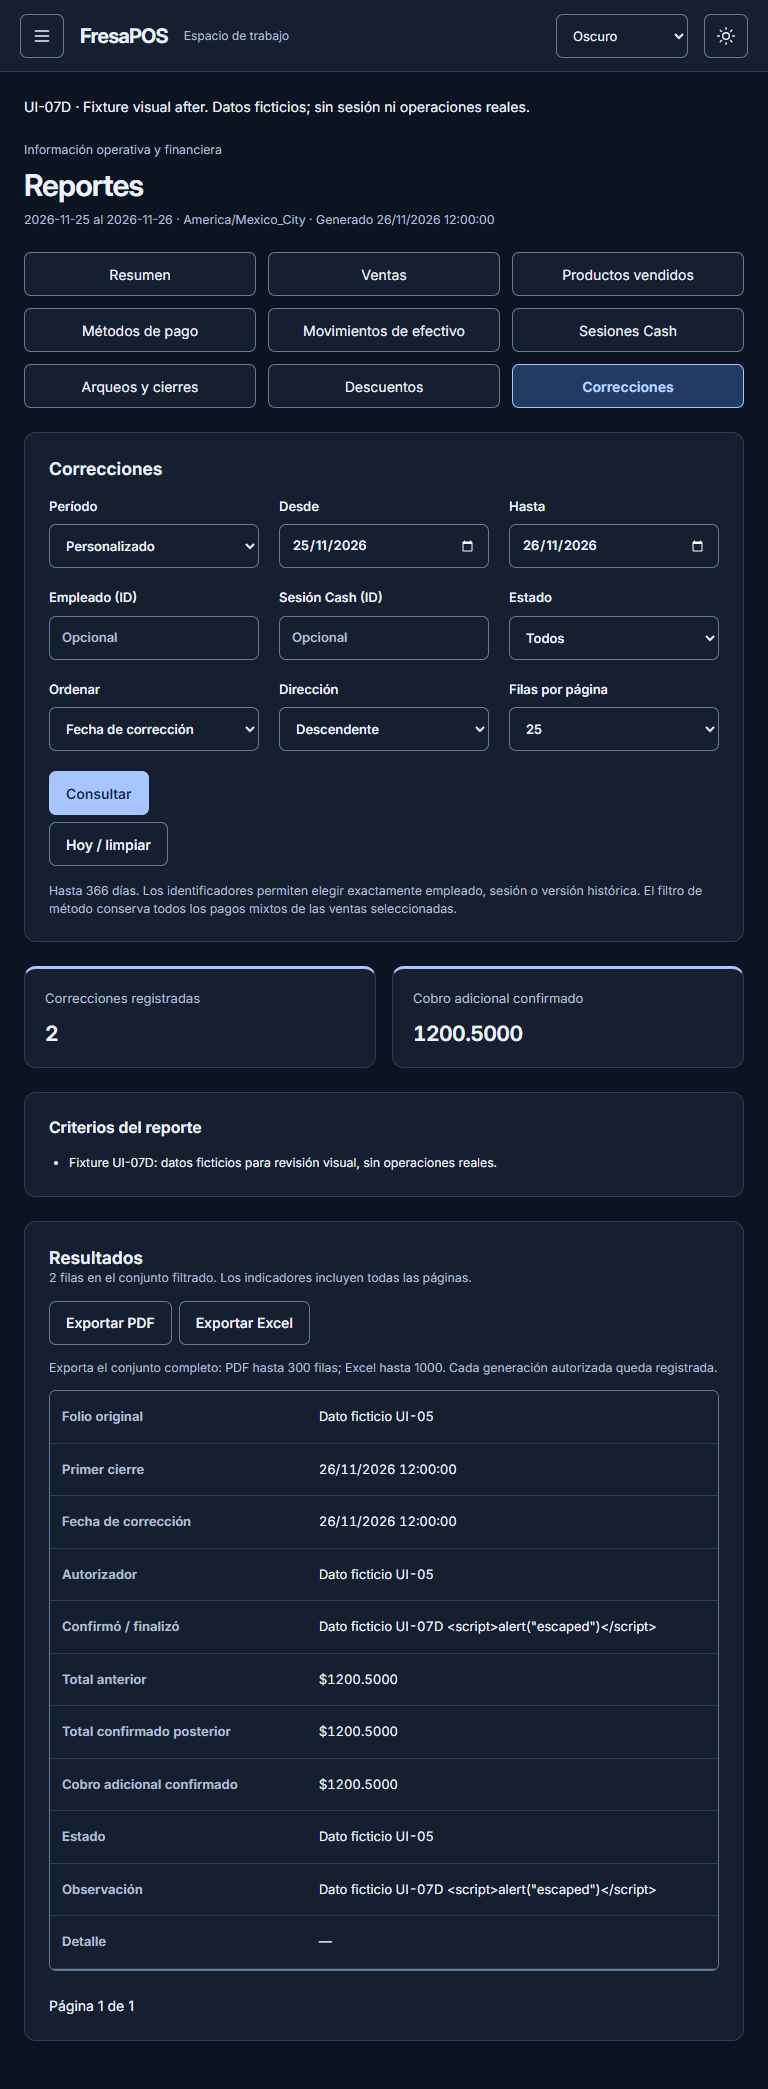 FresaPOS
Espacio de trabajo
Oscuro
UI-07D · Fixture visual after. Datos ficticios; sin sesión ni operaciones reales.
Información operativa y financiera
Reportes
2026-11-25 al 2026-11-26 · America/Mexico_City · Generado 26/11/2026 12:00:00
Resumen
Ventas
Productos vendidos
Métodos de pago
Movimientos de efectivo
Sesiones Cash
Arqueos y cierres
Descuentos
Correcciones
Correcciones
Período
Desde
Hasta
Personalizado
25/11/2026
26/11/2026
Empleado (ID)
Sesión Cash (ID)
Estado
Opcional
Opcional
Todos
Ordenar
Dirección
Filas por página
Fecha de corrección
Descendente
25
Consultar
Hoy / limpiar
Hasta 366 días. Los identificadores permiten elegir exactamente empleado, sesión o versión histórica. El filtro de
método conserva todos los pagos mixtos de las ventas seleccionadas.
Correcciones registradas
2
Cobro adicional confirmado
1200.5000
Criterios del reporte
• Fixture UI-07D: datos ficticios para revisión visual, sin operaciones reales.
Resultados
2 filas en el conjunto filtrado. Los indicadores incluyen todas las páginas.
Exportar PDF
Exportar Excel
Exporta el conjunto completo: PDF hasta 300 filas; Excel hasta 1000. Cada generación autorizada queda registrada.
Folio original Dato ficticio UI-05
Primer cierre 26/11/2026 12:00:00
Fecha de corrección 26/11/2026 12:00:00
Autorizador Dato ficticio UI-05
Confirmó / finalizó Dato ficticio UI-07D <script>alert("escaped")</script>
Total anterior $1200.5000
Total confirmado posterior $1200.5000
Cobro adicional confirmado $1200.5000
Estado Dato ficticio UI-05
Observación Dato ficticio UI-07D <script>alert("escaped")</script>
Detalle —
Página 1 de 1